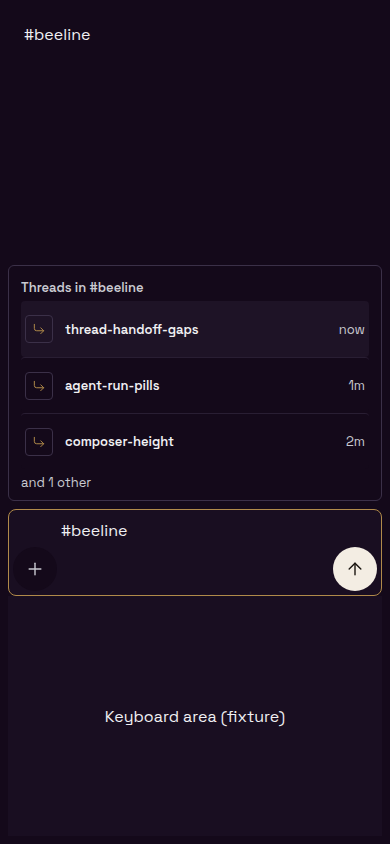 #beeline
Threads in #beeline
thread-handoff-gaps now
agent-run-pills 1m
composer-height 2m
and 1 other
#beeline
Keyboard area (fixture)